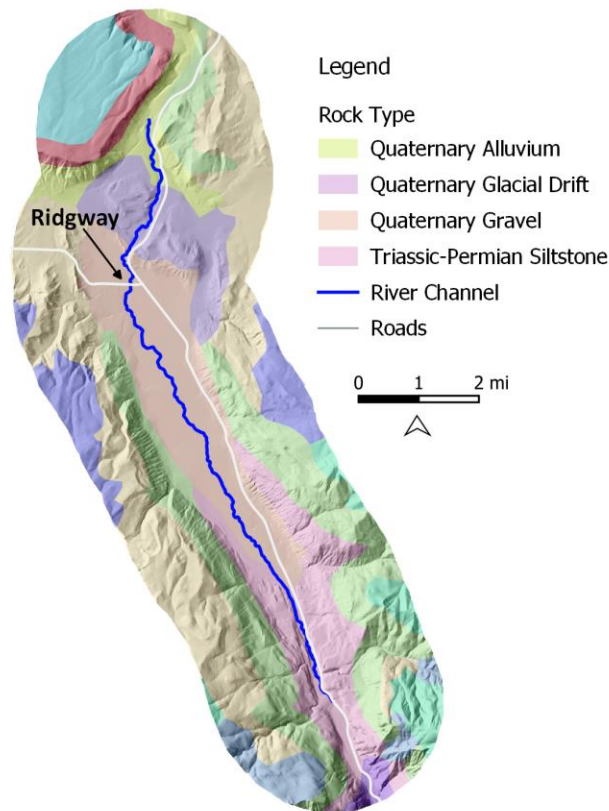 Legend
Rock Type
Quaternary Alluvium
Quaternary Glacial Drift
Quaternary Gravel
Triassic-Permian Siltstone
River Channel
Roads
0 1 2 mi
Ridgway